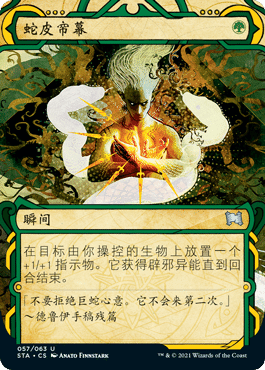 蛇皮帘幕
瞬间
在目标由你操控的生物上放置一个
+1/+1 指示物。它获得辟邪异能直到回
合结束。
「不要拒绝巨蛇心意。它不会来第二次。」
～德鲁伊手稿残篇
057/063 U
STA • CS ANATO FINNSTARK
™ & © 2021 Wizards of the Coast